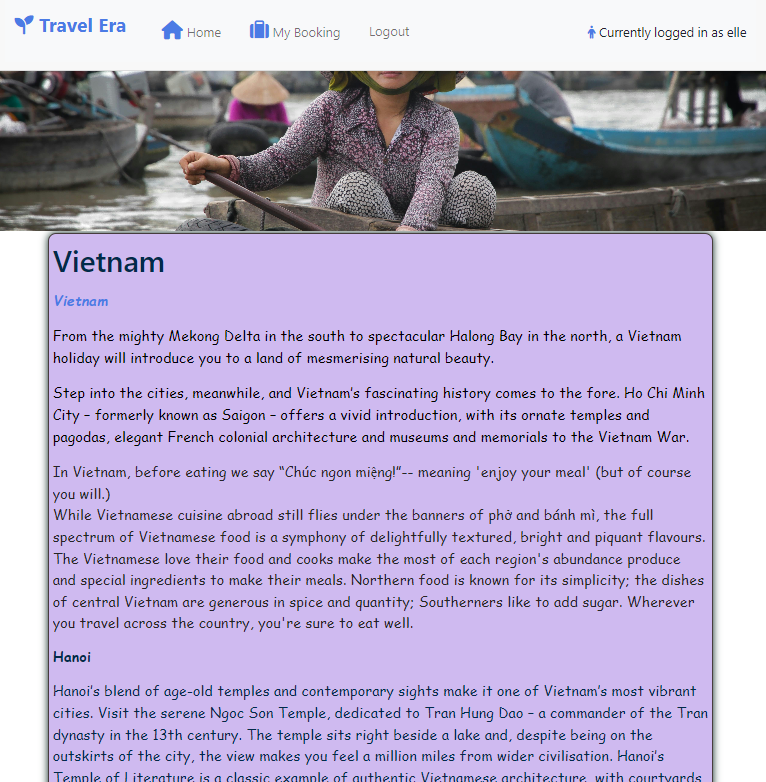 Travel Era
Home
My Booking
Logout
Currently logged in as elle
Vietnam
Vietnam
From the mighty Mekong Delta in the south to spectacular Halong Bay in the north, a Vietnam
holiday will introduce you to a land of mesmerising natural beauty.
Step into the cities, meanwhile, and Vietnam's fascinating history comes to the fore. Ho Chi Minh
City – formerly known as Saigon – offers a vivid introduction, with its ornate temples and
pagodas, elegant French colonial architecture and museums and memorials to the Vietnam War.
In Vietnam, before eating we say “Chúc ngon miệng!”-- meaning 'enjoy your meal' (but of course
you will.)
While Vietnamese cuisine abroad still flies under the banners of phở and bánh mì, the full
spectrum of Vietnamese food is a symphony of delightfully textured, bright and piquant flavours.
The Vietnamese love their food and cooks make the most of each region's abundance produce
and special ingredients to make their meals. Northern food is known for its simplicity; the dishes
of central Vietnam are generous in spice and quantity; Southerners like to add sugar. Wherever
you travel across the country, you're sure to eat well.
Hanoi
Hanoi’s blend of age-old temples and contemporary sights make it one of Vietnam’s most vibrant
cities. Visit the serene Ngoc Son Temple, dedicated to Tran Hung Dao – a commander of the Tran
dynasty in the 13th century. The temple sits right beside a lake and, despite being on the
outskirts of the city, the view makes you feel a million miles from wider civilisation. Hanoi’s
Temple of Literature is a classic example of authentic Vietnamese architecture, with courtyards,